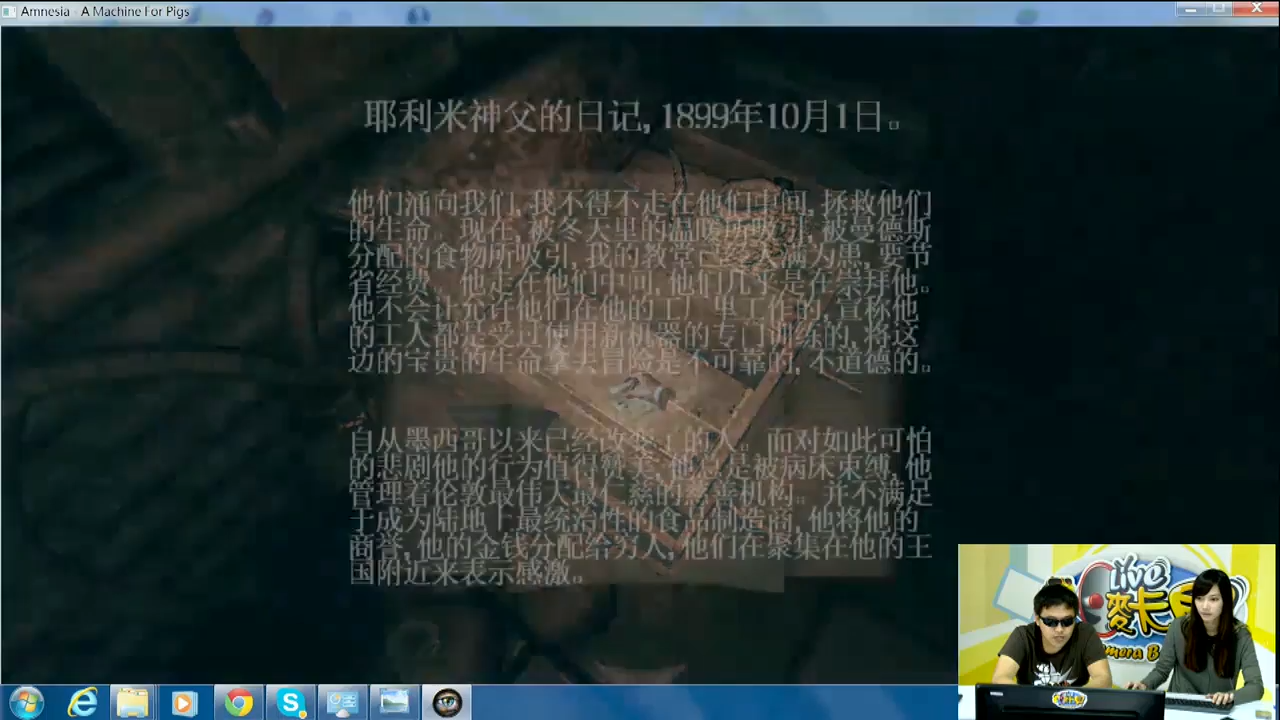 Amnesia - A Machine For Pigs
耶利米神父的日记, 1899年10月1日。
他们涌向我们, 我不得不走在他们中间, 拯救他们
的生命。现在, 被冬天里的温暖所吸引, 被曼德斯
分配的食物所吸引, 我的教堂已经人满为患, 要节
省经费。他走在他们中间, 他们几乎是在崇拜他。
他不会计允许他们在他的工厂里工作的, 宣称他
的工人都是受过使用新机器的专门训练的, 将这
边的宝贵的生命拿去冒险是不可靠的, 不道德的。
自从墨西哥以来已经改变了的人。而对如此可怕
的悲剧他的行为值得赞美, 他总是被病床束缚, 他
管理着伦敦最伟大最仁慈的慈善机构。并不满足
于成为陆地上最统治性的食品制造商, 他将他的
商誉, 他的金钱分配给穷人, 他们在聚集在他的王
国附近来表示感激。
live
麥卡貝